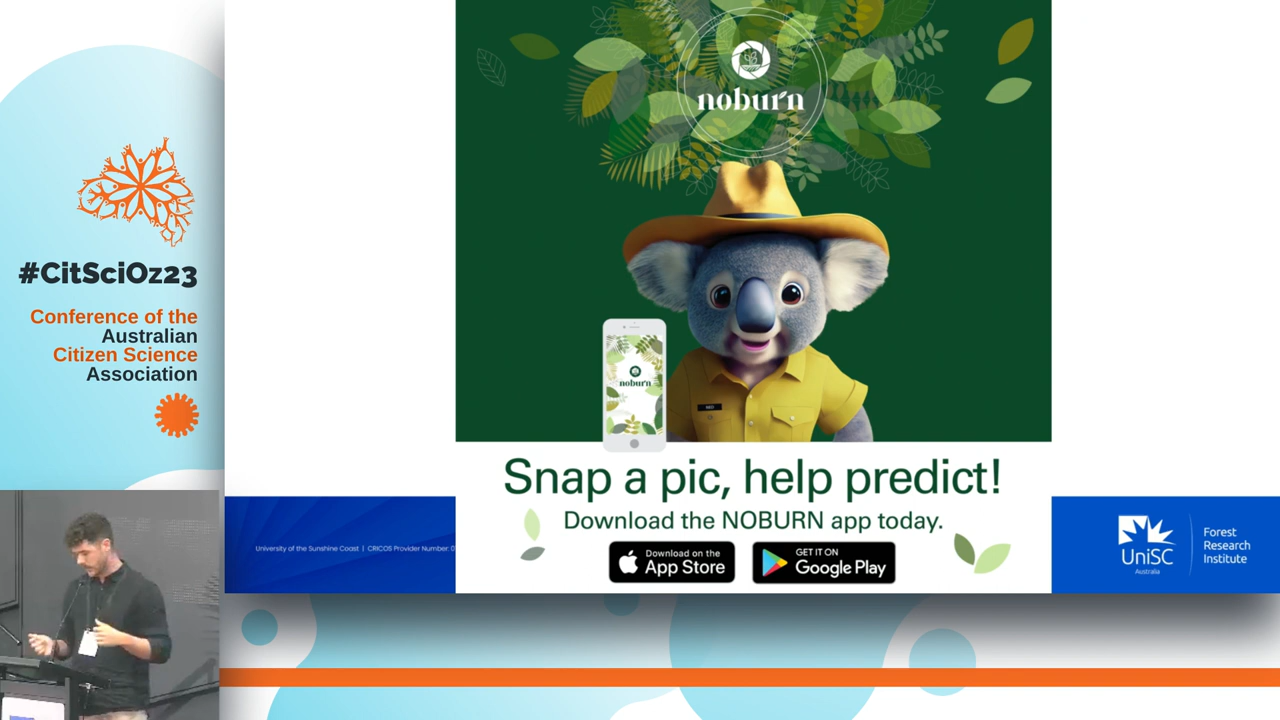 #CitSciOz23
Conference of the
Australian
Citizen Science
Association
noburn
noburn
Snap a pic, help predict!
Download the NOBURN app today.
Download on the
App Store
GET IT ON
Google Play
University of the Sunshine Coast | CRICOS Provider Number:
UniSC
Australia
Forest
Research
Institute